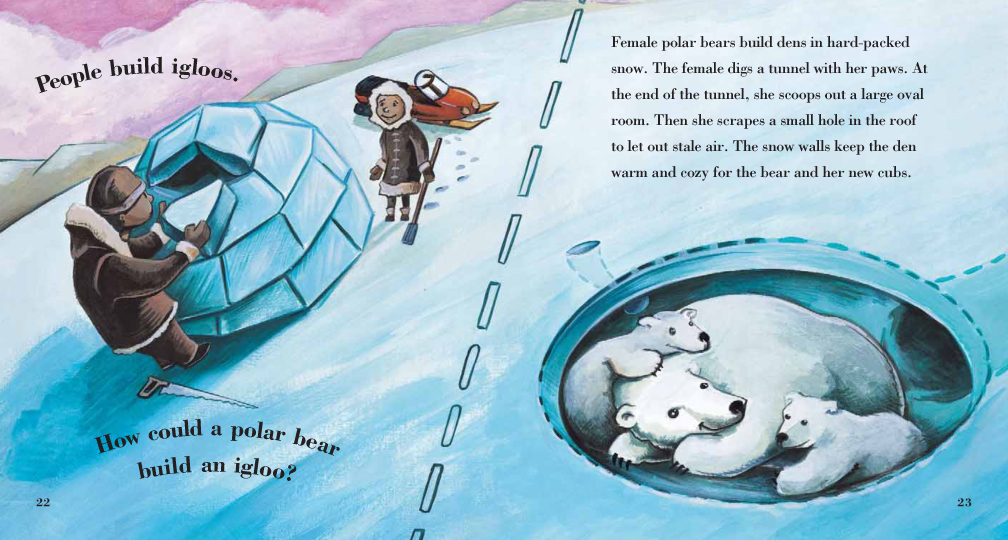 People build igloos.
How could a polar bear
build an igloo?
22
Female polar bears build dens in hard-packed
snow. The female digs a tunnel with her paws. At
the end of the tunnel, she scoops out a large oval
room. Then she scrapes a small hole in the roof
to let out stale air. The snow walls keep the den
warm and cozy for the bear and her new cubs.
23